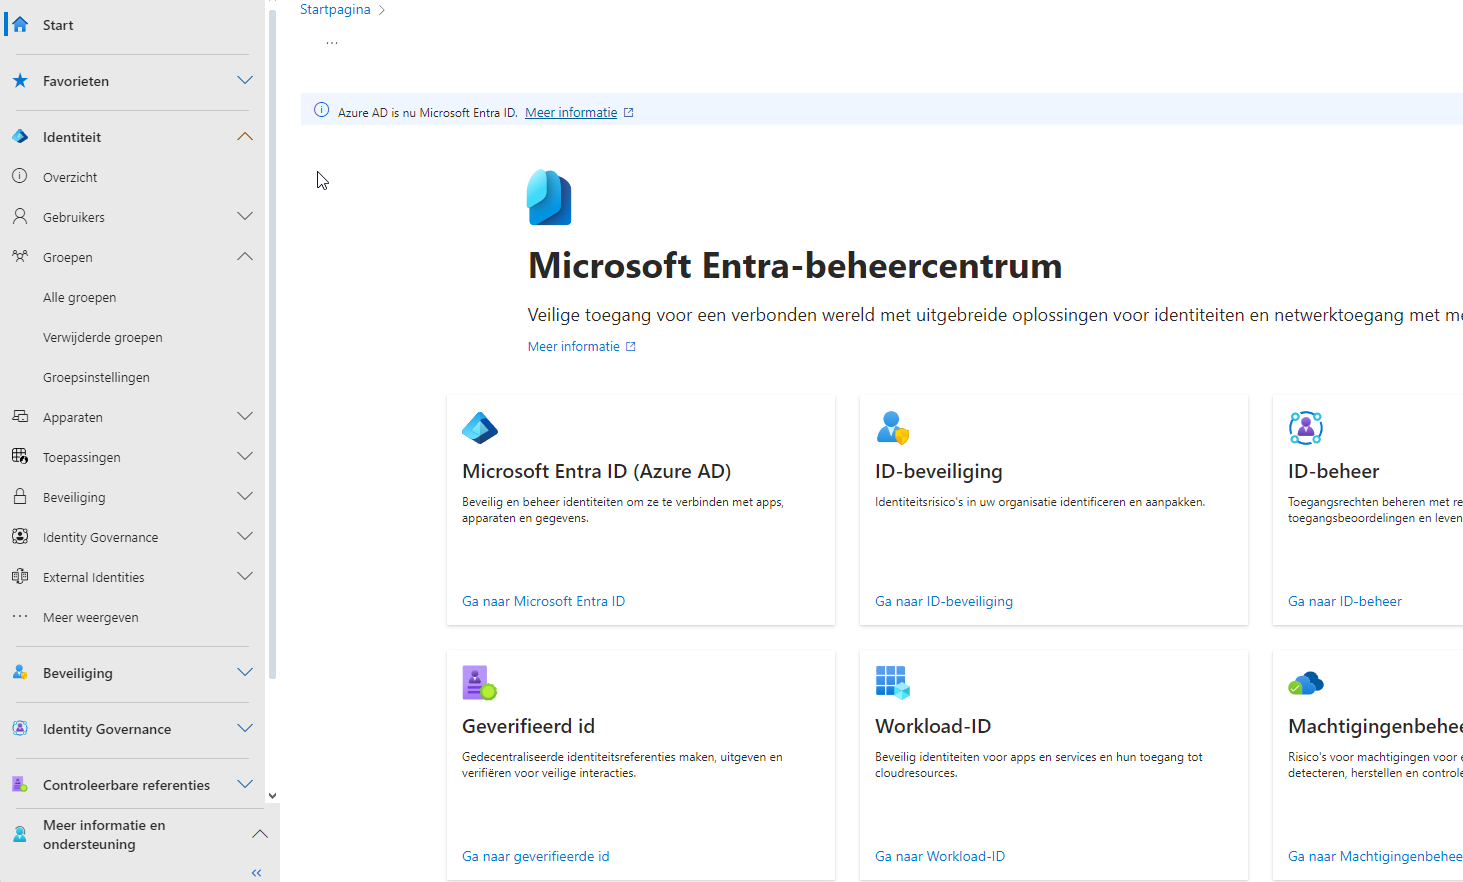 Start
Favorieten
Identiteit
Overzicht
Gebruikers
Groepen
Alle groepen
Verwijderde groepen
Groepsinstellingen
Apparaten
Toepassingen
Beveiliging
Identity Governance
External Identities
Meer weergeven
Beveiliging
Identity Governance
Controleerbare referenties
Meer informatie en
ondersteuning
Startpagina
...
Azure AD is nu Microsoft Entra ID. Meer informatie
Microsoft Entra-beheercentrum
Veilige toegang voor een verbonden wereld met uitgebreide oplossingen voor identiteiten en netwerktoegang met me
Meer informatie
Microsoft Entra ID (Azure AD)
Beveilig en beheer identiteiten om ze te verbinden met apps,
apparaten en gegevens.
Ga naar Microsoft Entra ID
ID-beveiliging
Identiteitsrisico's in uw organisatie identificeren en aanpakken.
Ga naar ID-beveiliging
ID-beheer
Toegangsrechten beheren met re
toegangsbeoordelingen en leven
Ga naar ID-beheer
Geverifieerd id
Gedecentraliseerde identiteitsreferenties maken, uitgeven en
verifiëren voor veilige interacties.
Ga naar geverifieerde id
Workload-ID
Beveilig identiteiten voor apps en services en hun toegang tot
cloudresources.
Ga naar Workload-ID
Machtigingenbehee
Risico's voor machtigingen voor e
detecteren, herstellen en controle
Ga naar Machtigingenbehee